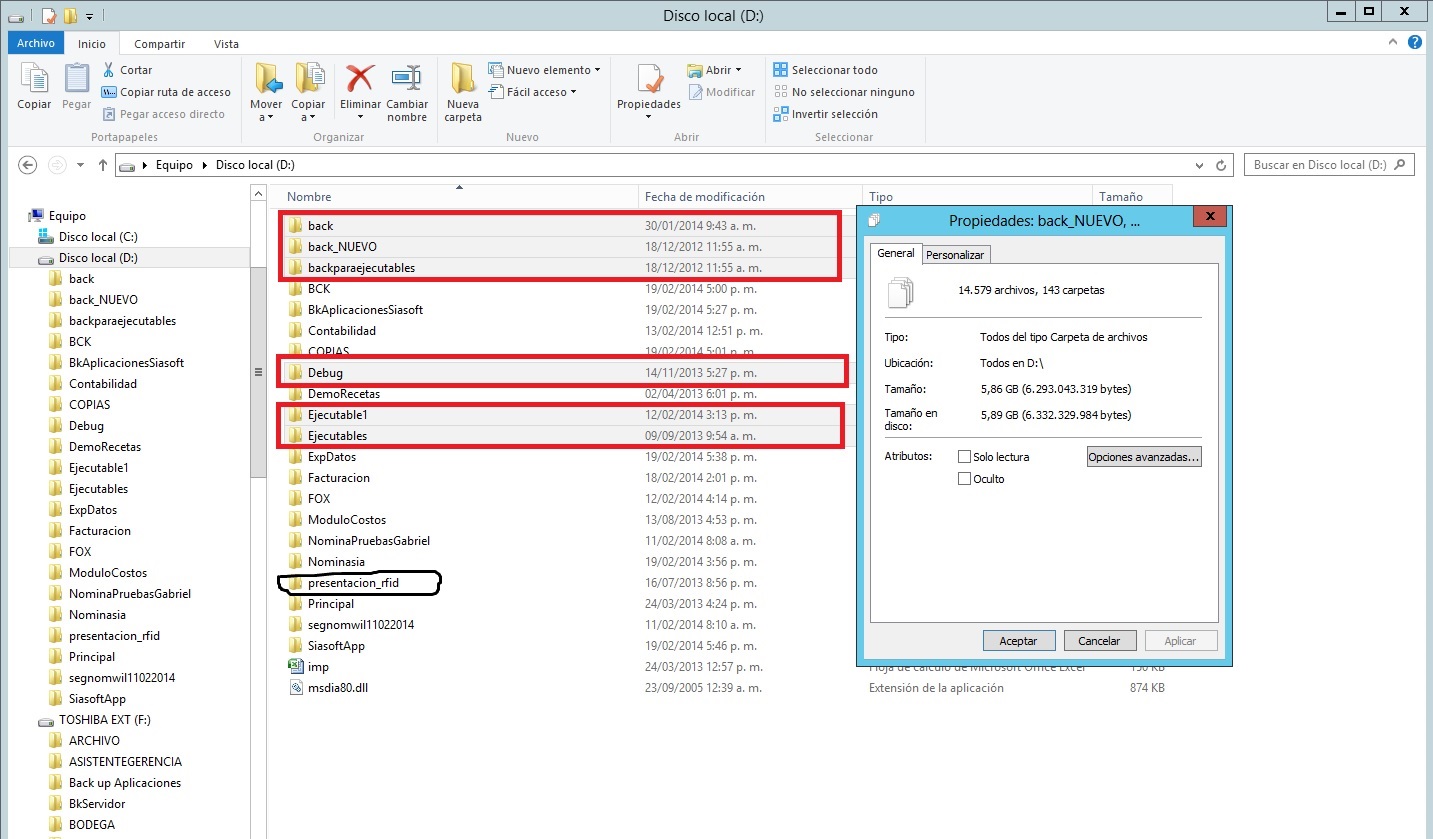 Disco local (D:)
Archivo Inicio Compartir Vista
Copiar
Pegar
Cortar
Copiar ruta de acceso
Pegar acceso directo
Portapapeles
Mover a
Copiar a
Eliminar
Cambiar nombre
Organizar
Nueva carpeta
Nuevo elemento
Fácil acceso
Nuevo
Propiedades
Abrir
Modificar
Abrir
Seleccionar todo
No seleccionar ninguno
Invertir selección
Seleccionar
Equipo Disco local (D:)
Buscar en Disco local (D:)
Equipo
Disco local (C:)
Disco local (D:)
back
back_NUEVO
backparaejecutables
BCK
BkAplicacionesSiasoft
Contabilidad
COPIAS
Debug
DemoRecetas
Ejecutable1
Ejecutables
ExpDatos
Facturacion
FOX
ModuloCostos
NominaPruebasGabriel
Nominasia
presentacion_rfid
Principal
segnomwil11022014
SiasoftApp
TOSHIBA EXT (F:)
ARCHIVO
ASISTENTEGERENCIA
Back up Aplicaciones
BkServidor
BODEGA
Nombre Fecha de modificación Tipo Tamaño
back 30/01/2014 9:43 a. m.
back_NUEVO 18/12/2012 11:55 a. m.
backparaejecutables 18/12/2012 11:55 a. m.
BCK 19/02/2014 5:00 p. m.
BkAplicacionesSiasoft 19/02/2014 5:27 p. m.
Contabilidad 13/02/2014 12:51 p. m.
COPIAS 19/02/2014 5:01 p. m.
Debug 14/11/2013 5:27 p. m.
DemoRecetas 02/04/2013 6:01 p. m.
Ejecutable1 12/02/2014 3:13 p. m.
Ejecutables 09/09/2013 9:54 a. m.
ExpDatos 19/02/2014 5:38 p. m.
Facturacion 18/02/2014 2:01 p. m.
FOX 12/02/2014 4:14 p. m.
ModuloCostos 13/08/2013 4:53 p. m.
NominaPruebasGabriel 11/02/2014 8:08 a. m.
Nominasia 19/02/2014 3:56 p. m.
presentacion_rfid 16/07/2013 8:56 p. m.
Principal 24/03/2013 4:24 p. m.
segnomwil11022014 11/02/2014 8:10 a. m.
SiasoftApp 19/02/2014 5:46 p. m.
imp 24/03/2013 12:57 p. m. Hoja de cálculo de Microsoft Office Excel 150 KB
msdia80.dll 23/09/2005 12:39 a. m. Extensión de la aplicación 874 KB
Propiedades: back_NUEVO, ...
General Personalizar
14.579 archivos, 143 carpetas
Tipo: Todos del tipo Carpeta de archivos
Ubicación: Todos en D:\
Tamaño: 5,86 GB (6.293.043.319 bytes)
Tamaño en disco: 5,89 GB (6.332.329.984 bytes)
Atributos: Solo lectura Opciones avanzadas...
Oculto
Aceptar Cancelar Aplicar